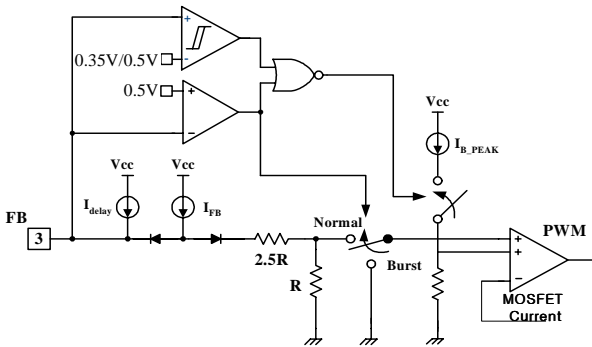 +
0.35V/0.5V
-
0.5V
+
−
Vcc
I_B_PEAK
Vcc
Vcc
I_delay
I_FB
FB
3
Normal
PWM
2.5R
+
+
Burst
R
−
MOSFET
Current